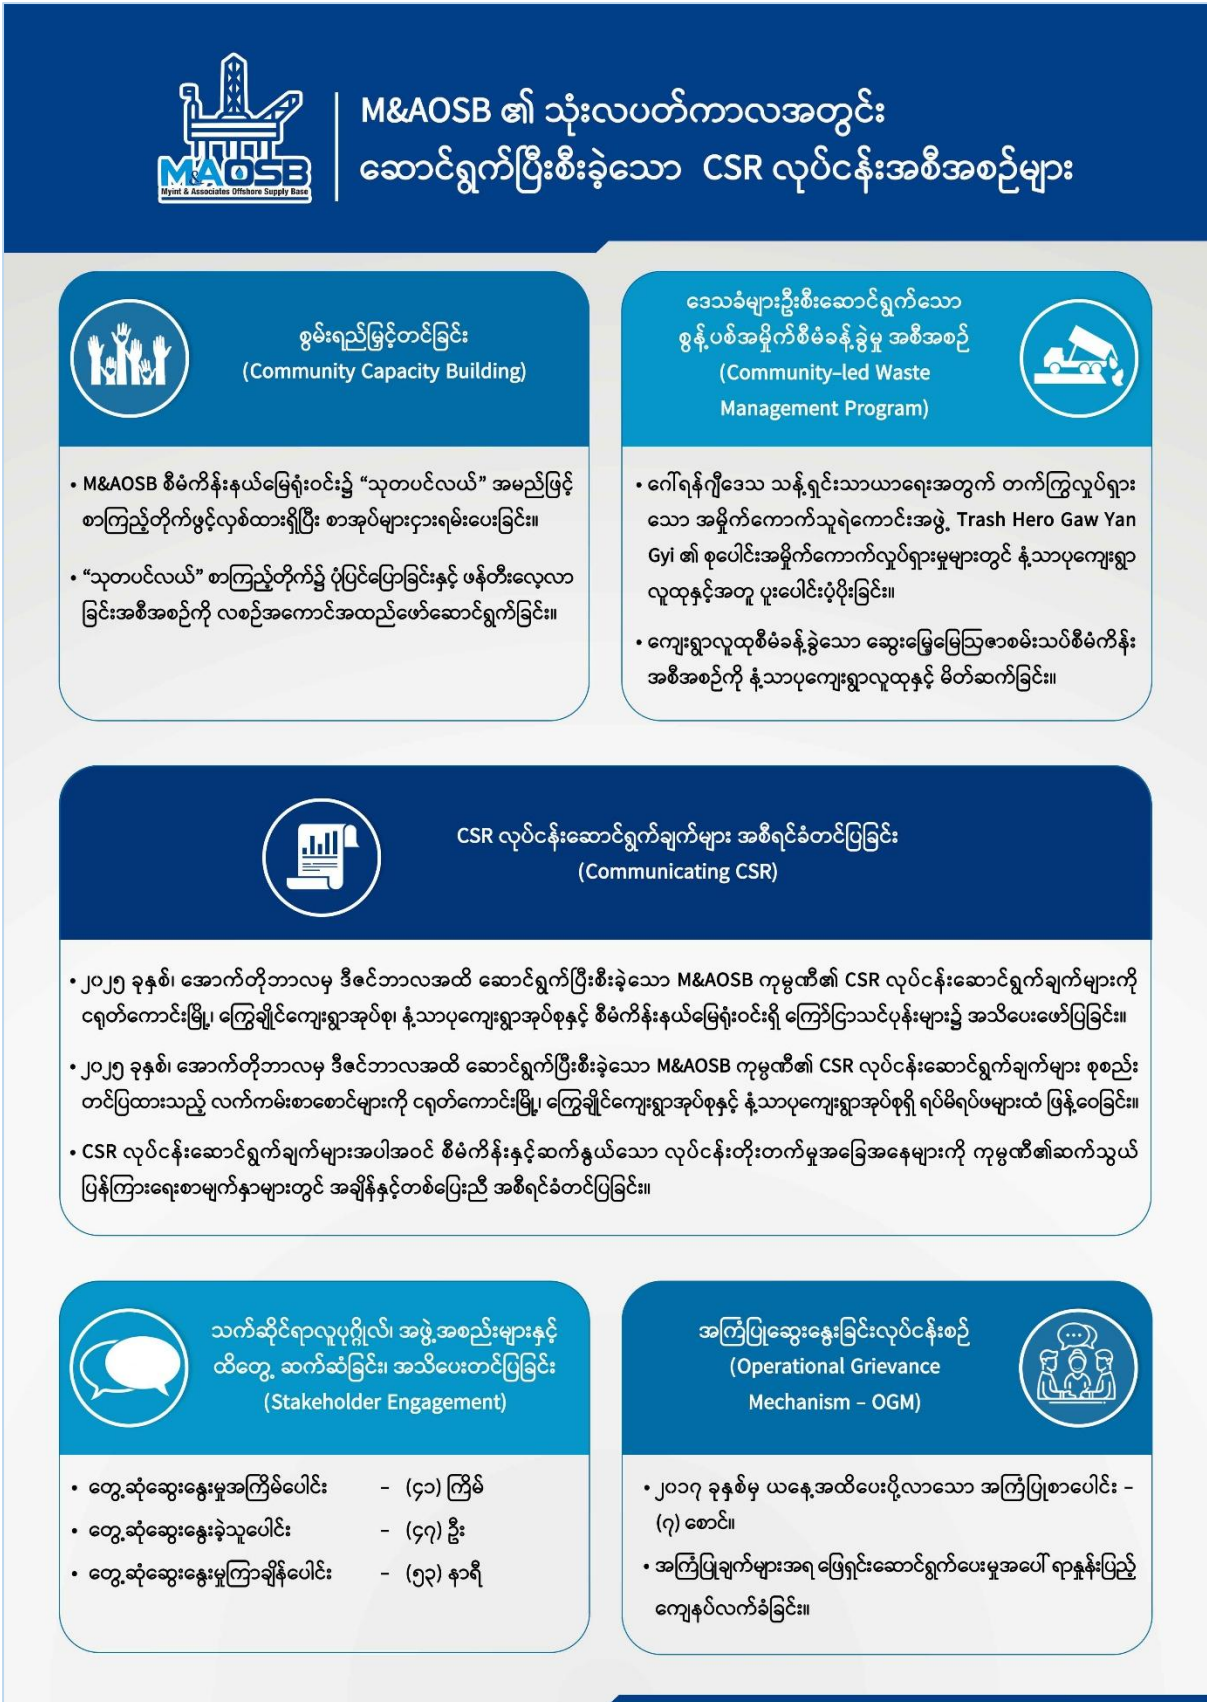 M&AOSB
Myint & Associates Offshore Supply Base
M&AOSB ၏ သုံးလပတ်ကာလအတွင်း
ဆောင်ရွက်ပြီးစီးခဲ့သော CSR လုပ်ငန်းအစီအစဉ်များ
စွမ်းရည်မြှင့်တင်ခြင်း
(Community Capacity Building)
• M&AOSB စီမံကိန်းနယ်မြေရုံးဝင်း၌ “သုတပင်လယ်” အမည်ဖြင့်
စာကြည့်တိုက်ဖွင့်လှစ်ထားရှိပြီး စာအုပ်များငှားရမ်းပေးခြင်း။
• “သုတပင်လယ်” စာကြည့်တိုက်၌ ပုံပြင်ပြောခြင်းနှင့် ဖန်တီးလေ့လာ
ခြင်းအစီအစဉ်ကို လစဉ်အကောင်အထည်ဖော်ဆောင်ရွက်ခြင်း။
ဒေသခံများဦးစီးဆောင်ရွက်သော
စွန့်ပစ်အမှိုက်စီမံခန့်ခွဲမှု အစီအစဉ်
(Community-led Waste
Management Program)
• ဂေါ်ရန်ဂျီဒေသ သန့်ရှင်းသာယာရေးအတွက် တက်ကြွလှုပ်ရှား
သော အမှိုက်ကောက်သူရဲကောင်းအဖွဲ့ Trash Hero Gaw Yan
Gyi ၏ စုပေါင်းအမှိုက်ကောက်လှုပ်ရှားမှုများတွင် နံ့သာပုကျေးရွာ
လူထုနှင့်အတူ ပူးပေါင်းပံ့ပိုးခြင်း။
• ကျေးရွာလူထုစီမံခန့်ခွဲသော ဆွေးမြေ့မြေဩဇာစမ်းသပ်စီမံကိန်း
အစီအစဉ်ကို နံ့သာပုကျေးရွာလူထုနှင့် မိတ်ဆက်ခြင်း။
CSR လုပ်ငန်းဆောင်ရွက်ချက်များ အစီရင်ခံတင်ပြခြင်း
(Communicating CSR)
• ၂၀၂၅ ခုနှစ်၊ အောက်တိုဘာလမှ ဒီဇင်ဘာလအထိ ဆောင်ရွက်ပြီးစီးခဲ့သော M&AOSB ကုမ္ပဏီ၏ CSR လုပ်ငန်းဆောင်ရွက်ချက်များကို
ငရုတ်ကောင်းမြို့၊ ကြွေချိုင်ကျေးရွာအုပ်စု၊ နံ့သာပုကျေးရွာအုပ်စုနှင့် စီမံကိန်းနယ်မြေရုံးဝင်းရှိ ကြော်ငြာသင်ပုန်းများ၌ အသိပေးဖော်ပြခြင်း။
• ၂၀၂၅ ခုနှစ်၊ အောက်တိုဘာလမှ ဒီဇင်ဘာလအထိ ဆောင်ရွက်ပြီးစီးခဲ့သော M&AOSB ကုမ္ပဏီ၏ CSR လုပ်ငန်းဆောင်ရွက်ချက်များ စုစည်း
တင်ပြထားသည့် လက်ကမ်းစာစောင်များကို ငရုတ်ကောင်းမြို့၊ ကြွေချိုင်ကျေးရွာအုပ်စုနှင့် နံ့သာပုကျေးရွာအုပ်စုရှိ ရပ်မိရပ်ဖများထံ ဖြန့်ဝေခြင်း။
• CSR လုပ်ငန်းဆောင်ရွက်ချက်များအပါအဝင် စီမံကိန်းနှင့်ဆက်နွယ်သော လုပ်ငန်းတိုးတက်မှုအခြေအနေများကို ကုမ္ပဏီ၏ဆက်သွယ်
ပြန်ကြားရေးစာမျက်နှာများတွင် အချိန်နှင့်တစ်ပြေးညီ အစီရင်ခံတင်ပြခြင်း။
သက်ဆိုင်ရာလူပုဂ္ဂိုလ်၊ အဖွဲ့အစည်းများနှင့်
ထိတွေ့ ဆက်ဆံခြင်း၊ အသိပေးတင်ပြခြင်း
(Stakeholder Engagement)
• တွေ့ဆုံဆွေးနွေးမှုအကြိမ်ပေါင်း – (၄၁) ကြိမ်
• တွေ့ဆုံဆွေးနွေးခဲ့သူပေါင်း – (၄၇) ဦး
• တွေ့ဆုံဆွေးနွေးမှုကြာချိန်ပေါင်း – (၅၃) နာရီ
အကြံပြုဆွေးနွေးခြင်းလုပ်ငန်းစဉ်
(Operational Grievance
Mechanism – OGM)
• ၂၀၁၇ ခုနှစ်မှ ယနေ့အထိပေးပို့လာသော အကြံပြုစာပေါင်း –
(၇) စောင်။
• အကြံပြုချက်များအရ ဖြေရှင်းဆောင်ရွက်ပေးမှုအပေါ် ရာနှုန်းပြည့်
ကျေနပ်လက်ခံခြင်း။